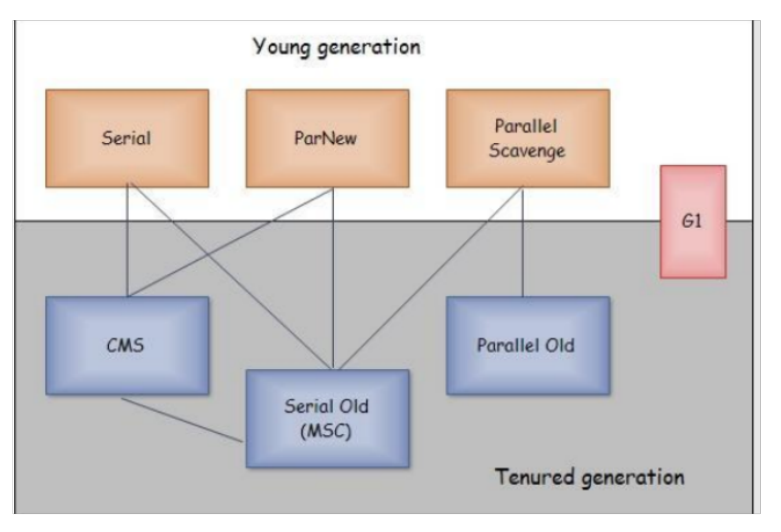 Young generation
Serial
ParNew
Parallel
Scavenge
G1
CMS
Parallel Old
Serial Old
(MSC)
Tenured generation